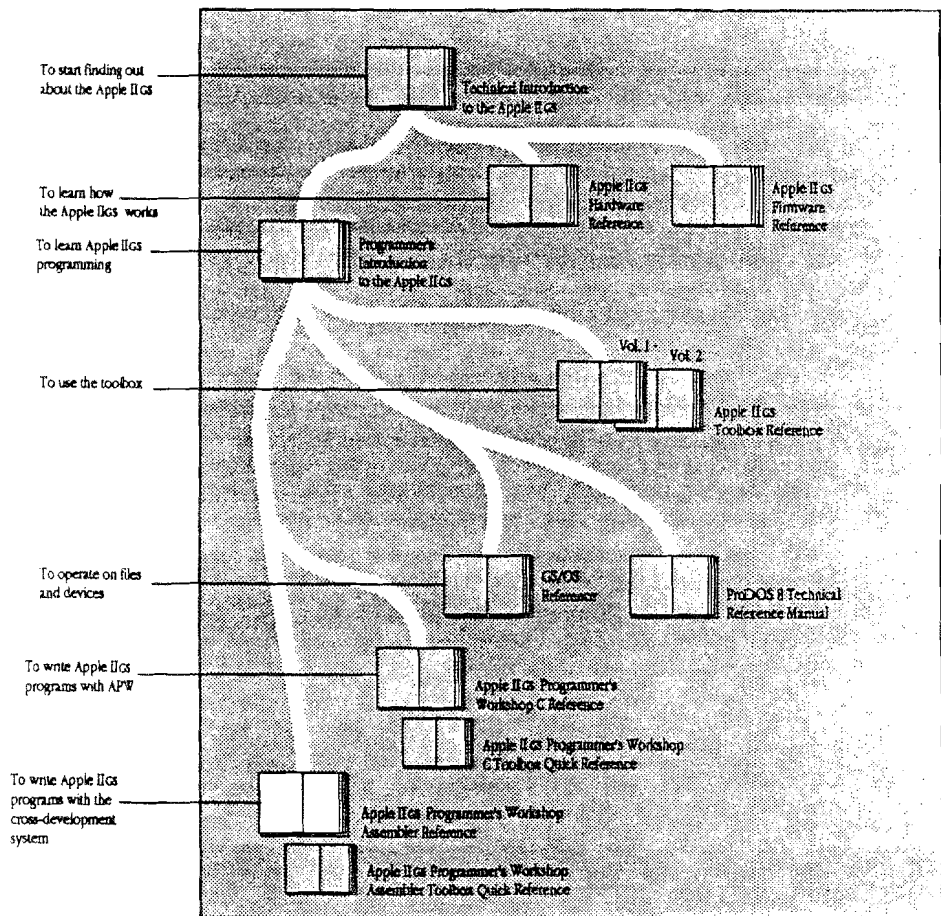 To start finding out
about the Apple IIGS
Technical Introduction
to the Apple IIGS
To learn how
the Apple IIGS works
Apple IIGS
Hardware
Reference
Apple IIGS
Firmware
Reference
To learn Apple IIGS
programming
Programmer's
Introduction
to the Apple IIGS
Vol. 1
Vol. 2
To use the toolbox
Apple IIGS
Toolbox Reference
To operate on files
and devices
GS/OS
Reference
ProDOS 8 Technical
Reference Manual
To write Apple IIGS
programs with APW
Apple IIGS Programmer's
Workshop C Reference
Apple IIGS Programmer's Workshop
C Toolbox Quick Reference
To write Apple IIGS
programs with the
cross-development
system
Apple IIGS Programmer's Workshop
Assembler Reference
Apple IIGS Programmer's Workshop
Assembler Toolbox Quick Reference